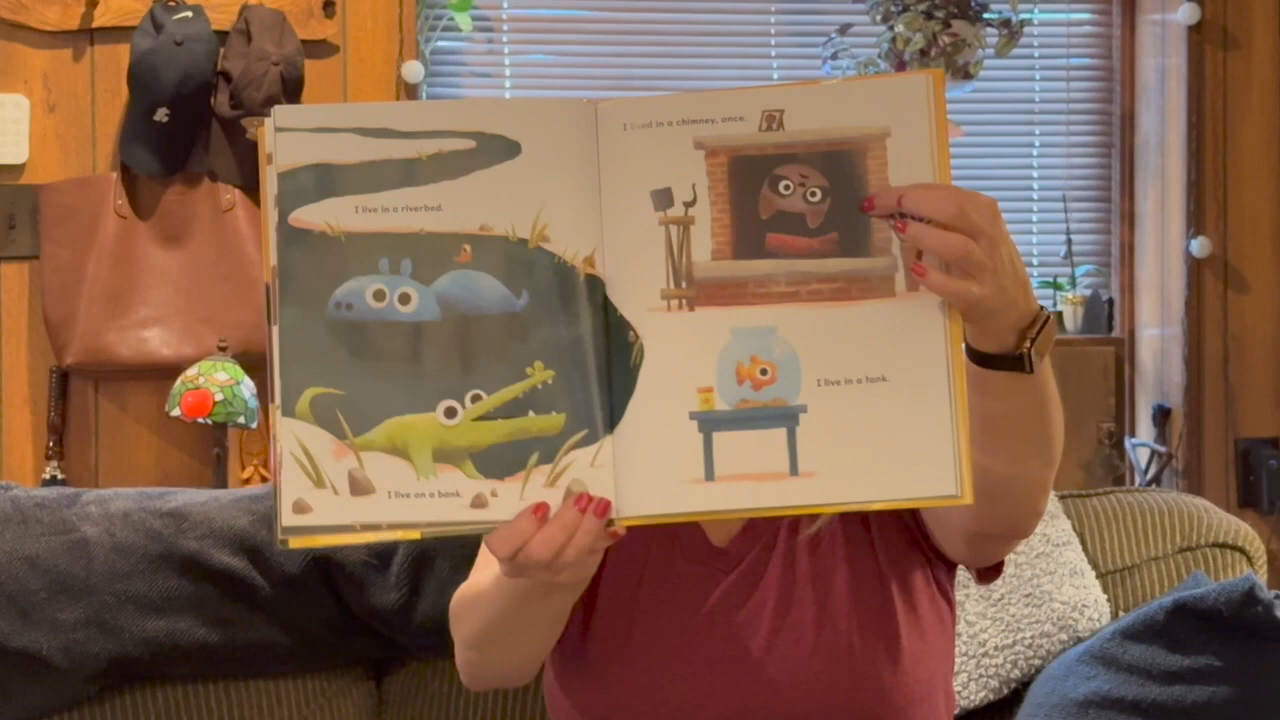 I live in a riverbed.
I live on a bank.
I lived in a chimney, once.
I live in a tank.